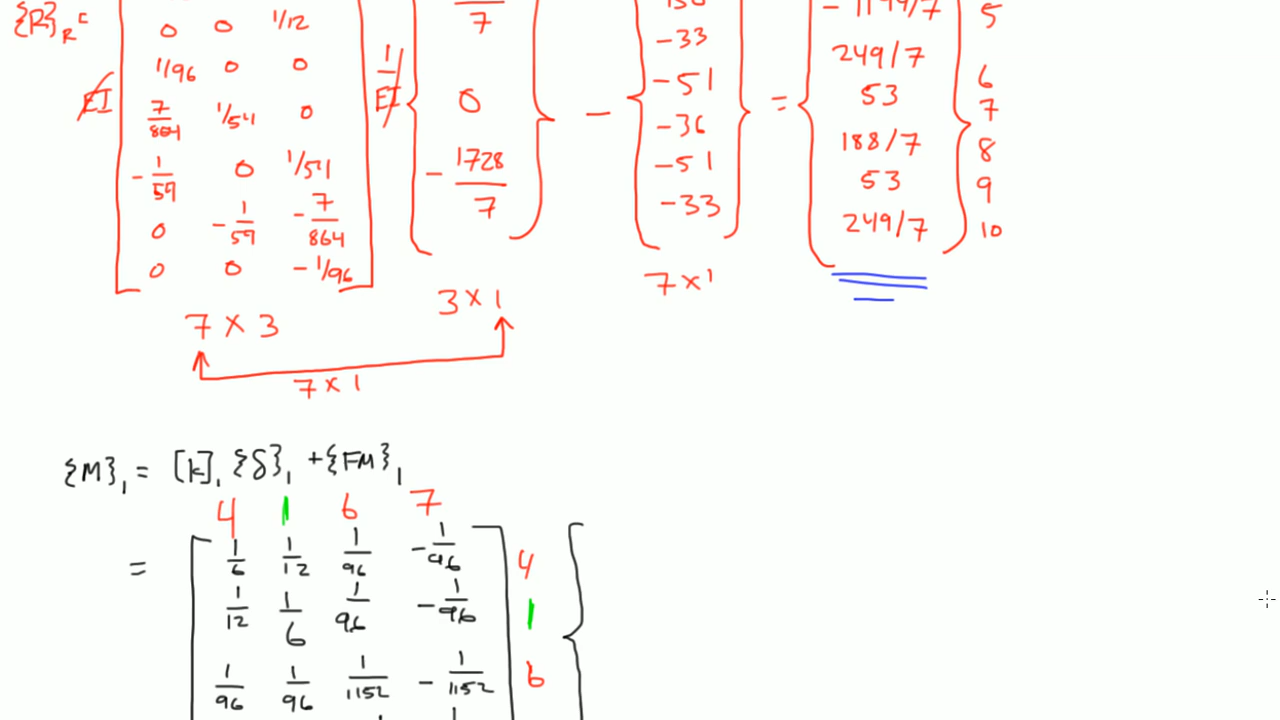 {R}R =
0 0 1/12
7
-33
249/7
5
1/96 0 0
1/EI
-51
=
6
EI
7/864 1/54 0
0
-
-36
53
7
-1/54 0 1/54
-1728/7
-51
188/7
8
0 -1/54 -7/864
-33
53
9
0 0 -1/96
249/7
10
7 × 3
3 × 1
7 × 1
7 × 1
{M}1 = [k]1 {δ}1 + {FM}1
4 1 6 7
= 1/6 1/12 1/96 -1/96 4
1/12 1/6 1/96 -1/96 1
1/96 1/96 1/1152 -1/1152 6